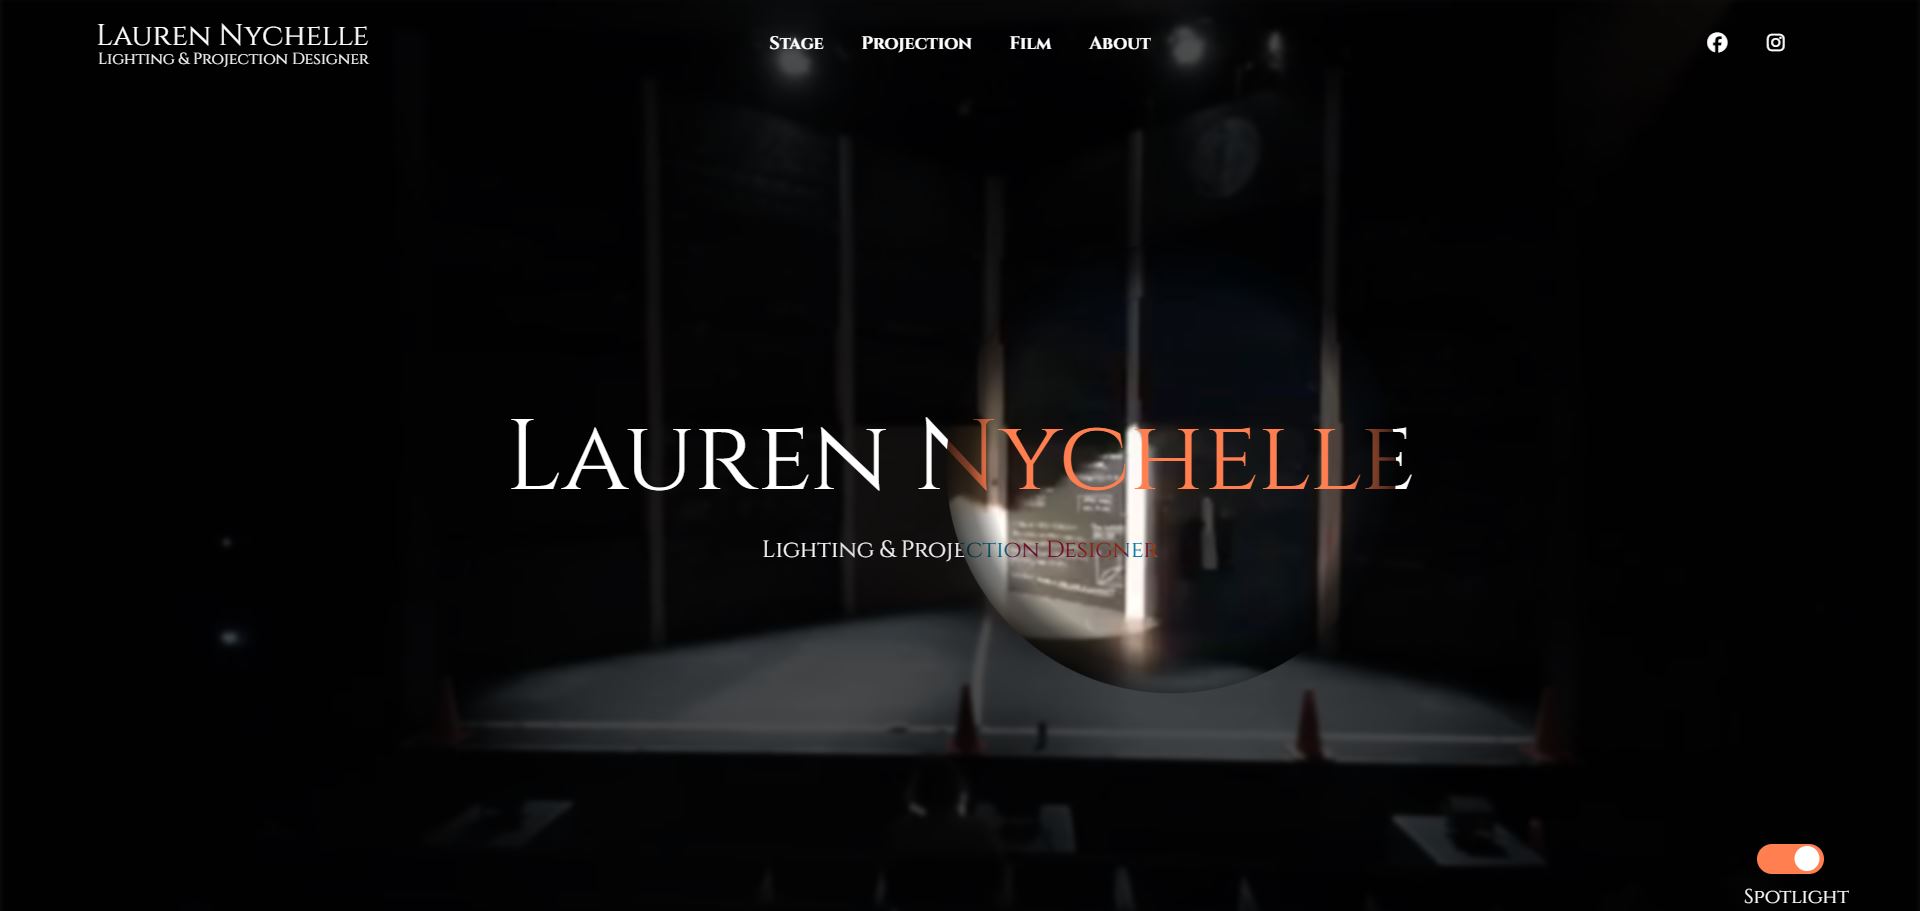 Lauren Nychelle
Lighting & Projection Designer
Stage Projection Film About
Lauren Nychelle
Lighting & Projection Designer
Spotlight